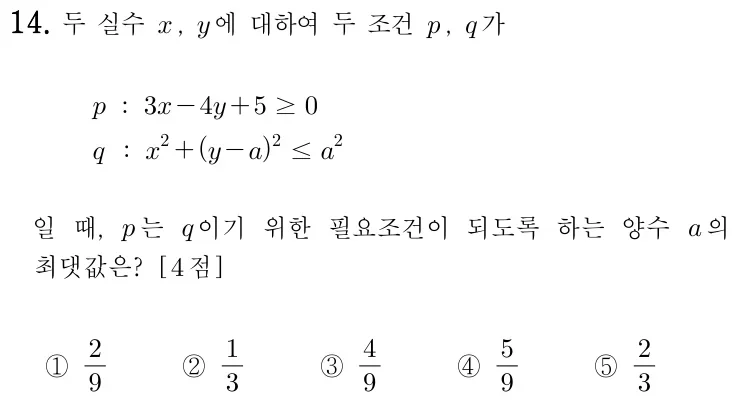 14. 두 실수 x, y에 대하여 두 조건 p, q가
p : 3x−4y+5 ≥ 0
q : x²+(y−a)² ≤ a²
일 때, p는 q이기 위한 필요조건이 되도록 하는 양수 a의
최댓값은? [4점]
① 2/9 ② 1/3 ③ 4/9 ④ 5/9 ⑤ 2/3